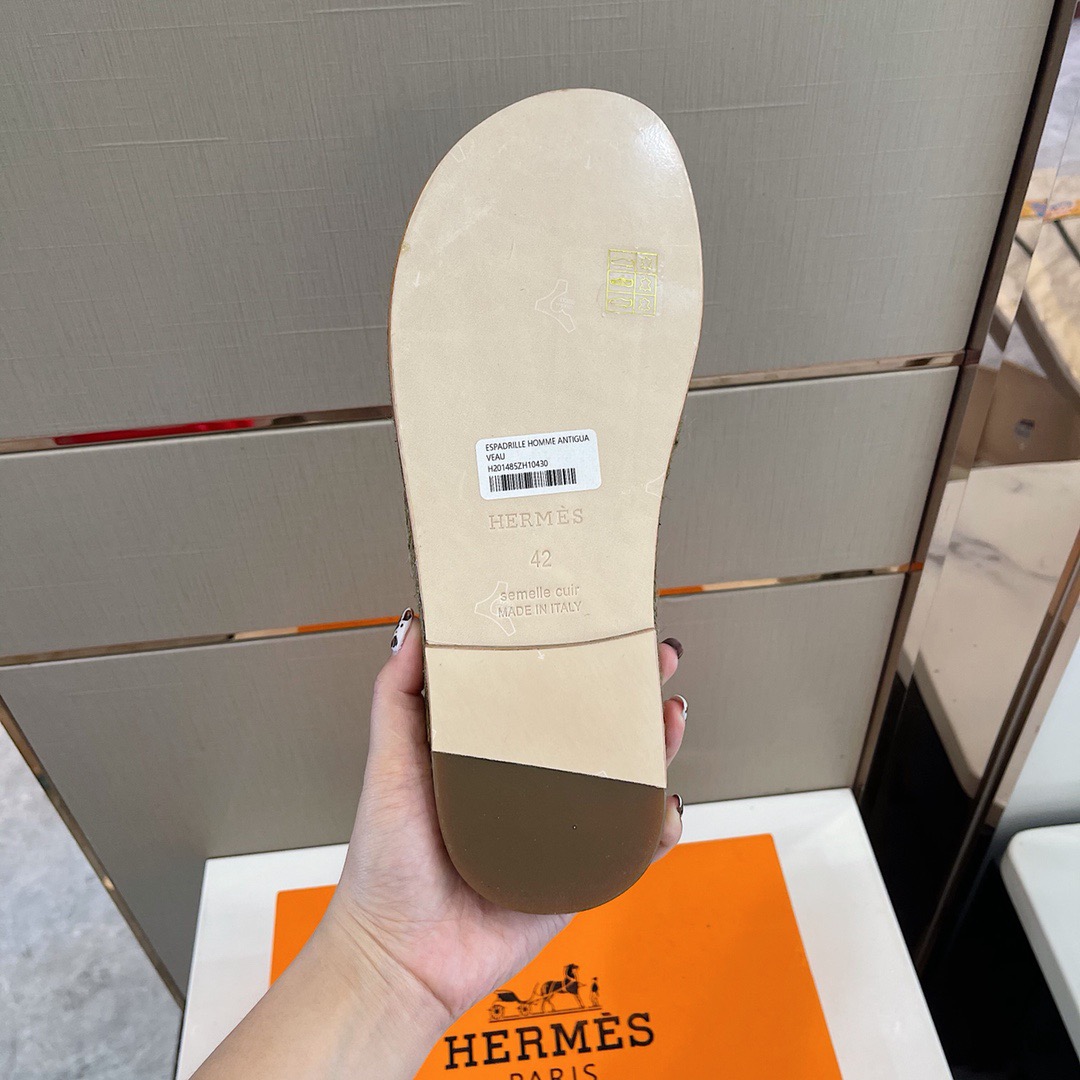 ESPADRILLE HOMME ANTIGUA
VEAU
H201485ZH10430
HERMÈS
42
semelle cuir
MADE IN ITALY
HERMÈS
PARIS